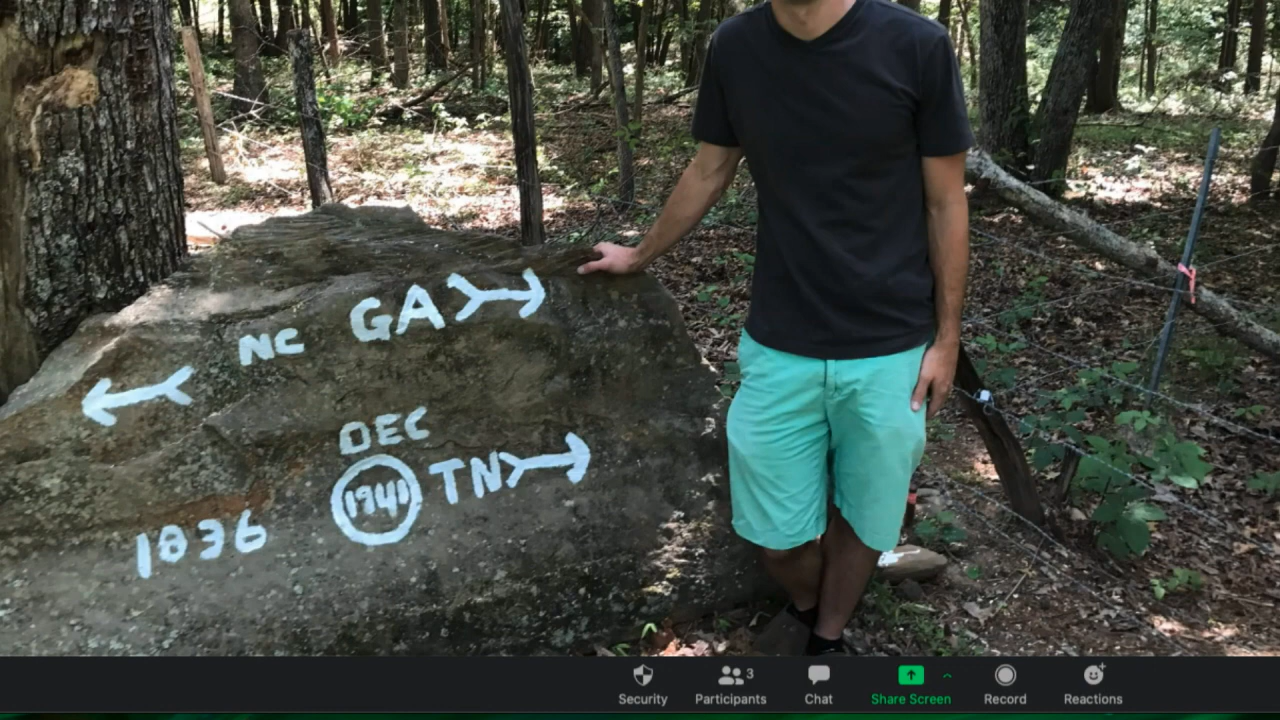 NC GA
DEC
1941 TN
1836
3
Security Participants Chat Share Screen Record Reactions